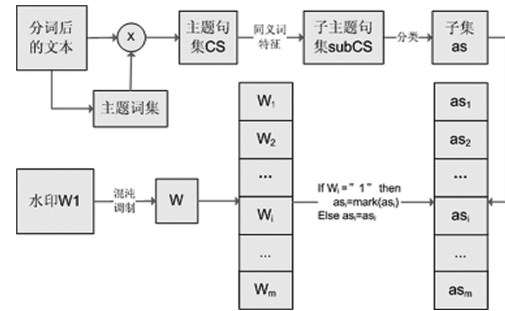 分词后
的文本
X
主题句
集CS
同义词
特征
子主题句
集subCS
分类
子集
as
主题词集
水印W1
混沌
调制
W
W₁
W₂
...
Wᵢ
...
Wₘ
If Wᵢ = ”1” then
asᵢ=mark(asᵢ)
Else asᵢ=asᵢ
as₁
as₂
...
asᵢ
...
asₘ